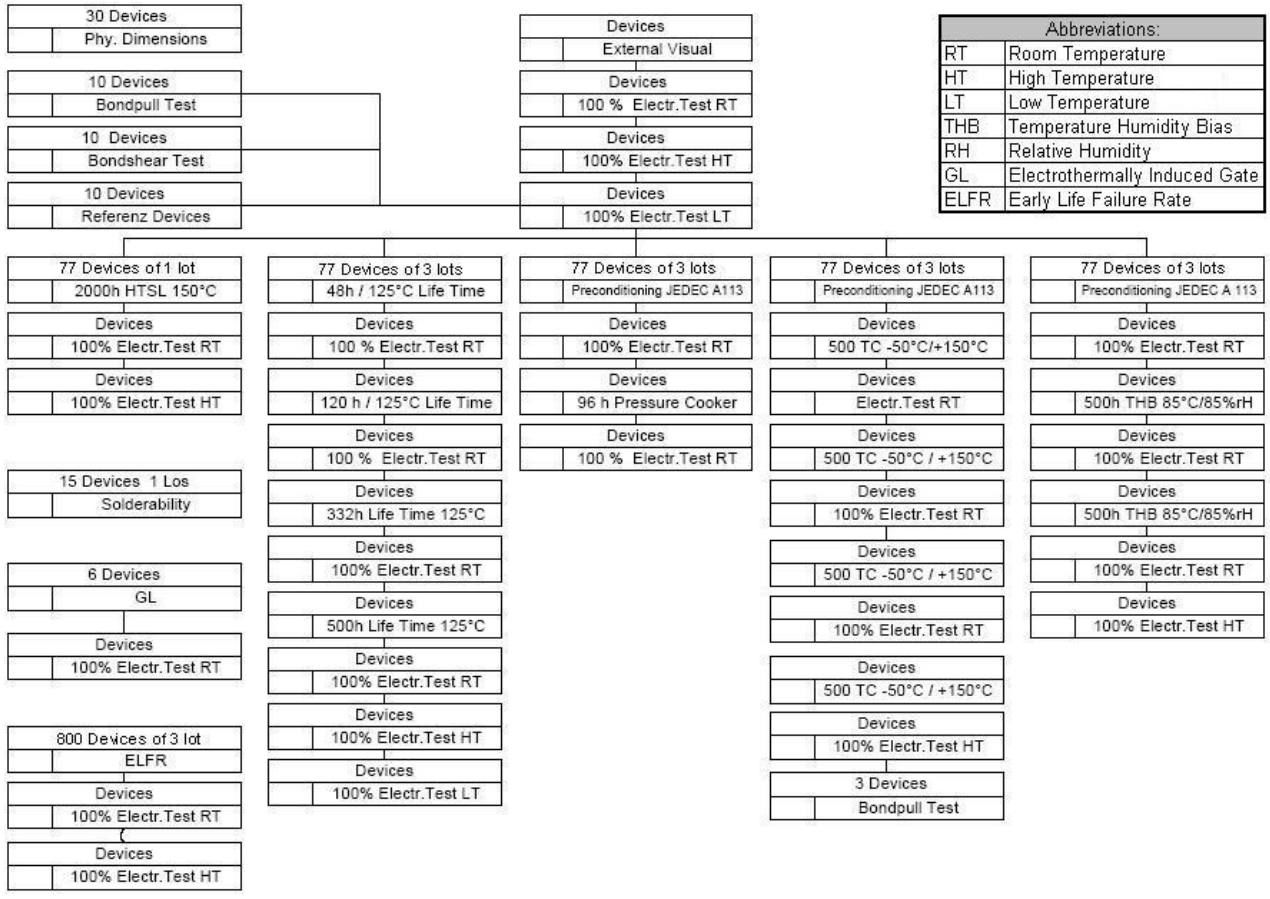 30 Devices
Phy. Dimensions
10 Devices
Bondpull Test
10 Devices
Bondshear Test
10 Devices
Referenz Devices
Devices
External Visual
Devices
100 % Electr.Test RT
Devices
100% Electr.Test HT
Devices
100% Electr.Test LT
Abbreviations:
RT Room Temperature
HT High Temperature
LT Low Temperature
THB Temperature Humidity Bias
RH Relative Humidity
GL Electrothermally Induced Gate
ELFR Early Life Failure Rate
77 Devices of 1 lot
2000h HTSL 150°C
Devices
100% Electr.Test RT
Devices
100% Electr.Test HT
15 Devices 1 Los
Solderability
6 Devices
GL
Devices
100% Electr.Test RT
800 Devices of 3 lot
ELFR
Devices
100% Electr.Test RT
Devices
100% Electr.Test HT
77 Devices of 3 lots
48h / 125°C Life Time
Devices
100 % Electr.Test RT
Devices
120 h / 125°C Life Time
Devices
100 % Electr.Test RT
Devices
332h Life Time 125°C
Devices
100% Electr.Test RT
Devices
500h Life Time 125°C
Devices
100% Electr.Test RT
Devices
100% Electr.Test HT
Devices
100% Electr.Test LT
77 Devices of 3 lots
Preconditioning JEDEC A113
Devices
100% Electr.Test RT
Devices
96 h Pressure Cooker
Devices
100 % Electr.Test RT
77 Devices of 3 lots
Preconditioning JEDEC A113
Devices
500 TC -50°C/+150°C
Devices
Electr.Test RT
Devices
500 TC -50°C / +150°C
Devices
100% Electr.Test RT
Devices
500 TC -50°C / +150°C
Devices
100% Electr.Test RT
Devices
500 TC -50°C / +150°C
Devices
100% Electr.Test HT
3 Devices
Bondpull Test
77 Devices of 3 lots
Preconditioning JEDEC A 113
Devices
100% Electr.Test RT
Devices
500h THB 85°C/85%rH
Devices
100% Electr.Test RT
Devices
500h THB 85°C/85%rH
Devices
100% Electr.Test RT
Devices
100% Electr.Test HT